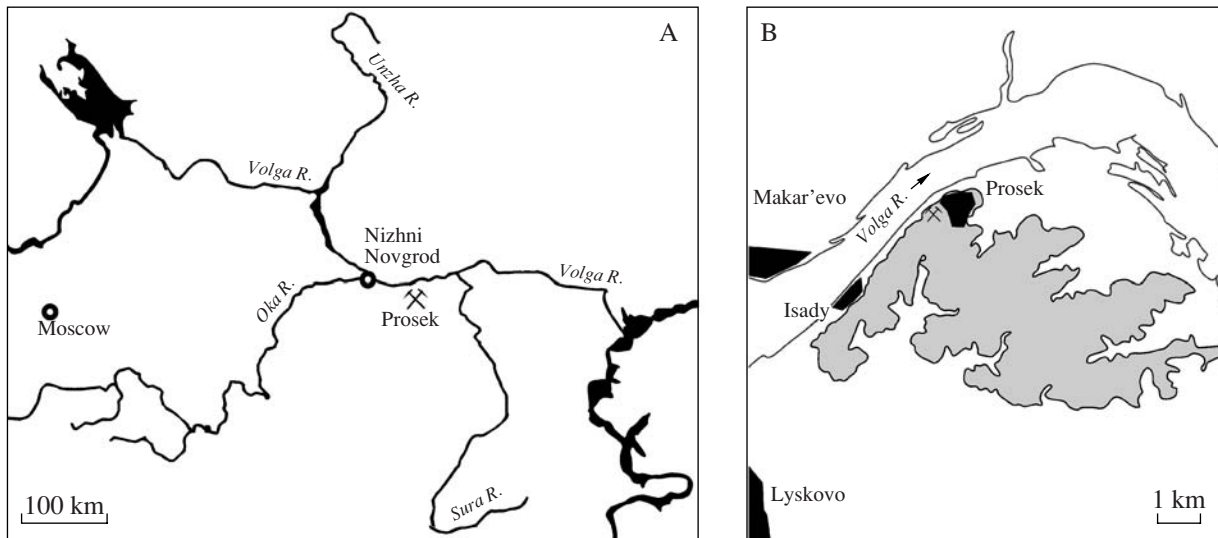 A
Unzha R.
Volga R.
Nizhni
Novgrod
Volga R.
Oka R.
Prosek
Moscow
Sura R.
100 km
B
Makar'evo
Prosek
Volga R.
Isady
Lyskovo
1 km